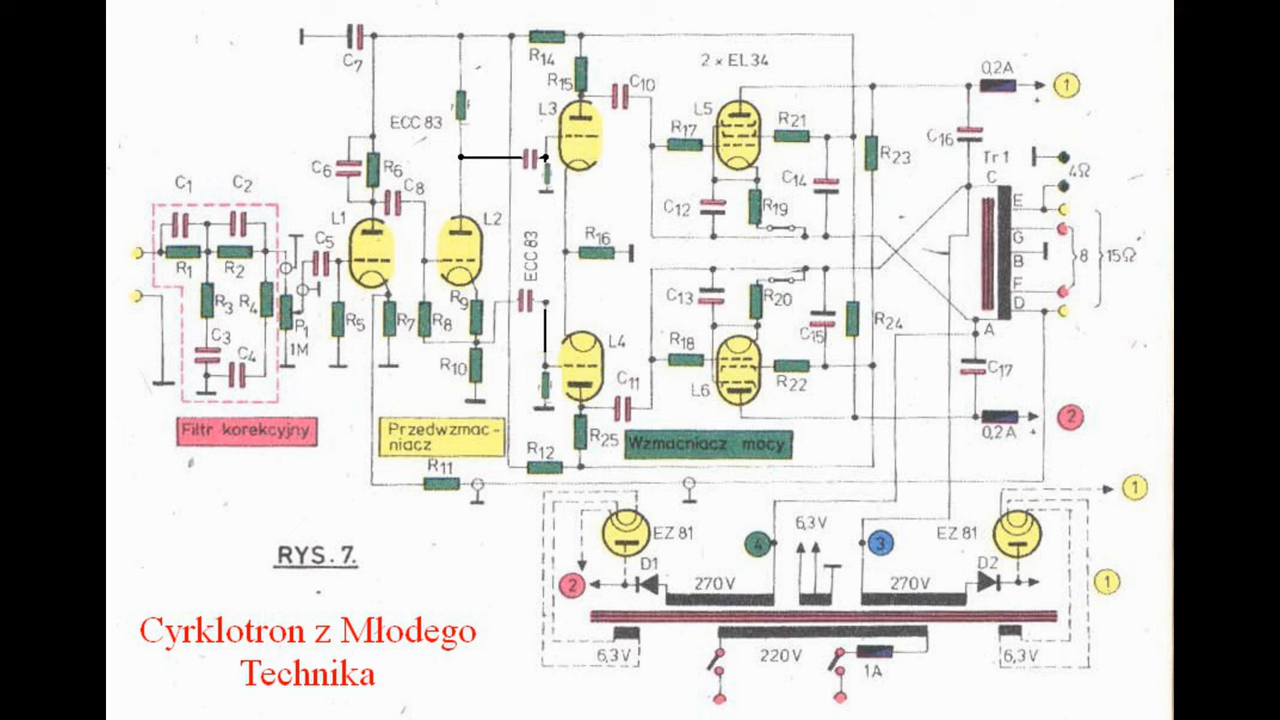 C7
R14
R15
C10
2 × EL34
0,2A
+
1
ECC 83
L3
L5
R17
R21
C16
C6
R6
C8
R23
Tr 1
C
4Ω
C1
C2
C14
C12
R19
L1
L2
E
C5
ECC 83
R16
G
B
8
15Ω
R1
R2
F
R3
R4
P1
1M
R5
R7
R8
R9
C13
R20
D
C15
R24
A
C3
C4
R10
L4
R18
C11
L6
R22
C17
Filtr korekcyjny
Przedwzmac-
niacz
R25
Wzmacniacz mocy
0,2A
+
2
R11
R12
1
RYS. 7.
EZ 81
4
6,3V
3
EZ 81
2
D1
270V
270V
D2
1
Cyrklotron z Młodego
Technika
6,3V
220V
1A
6,3V